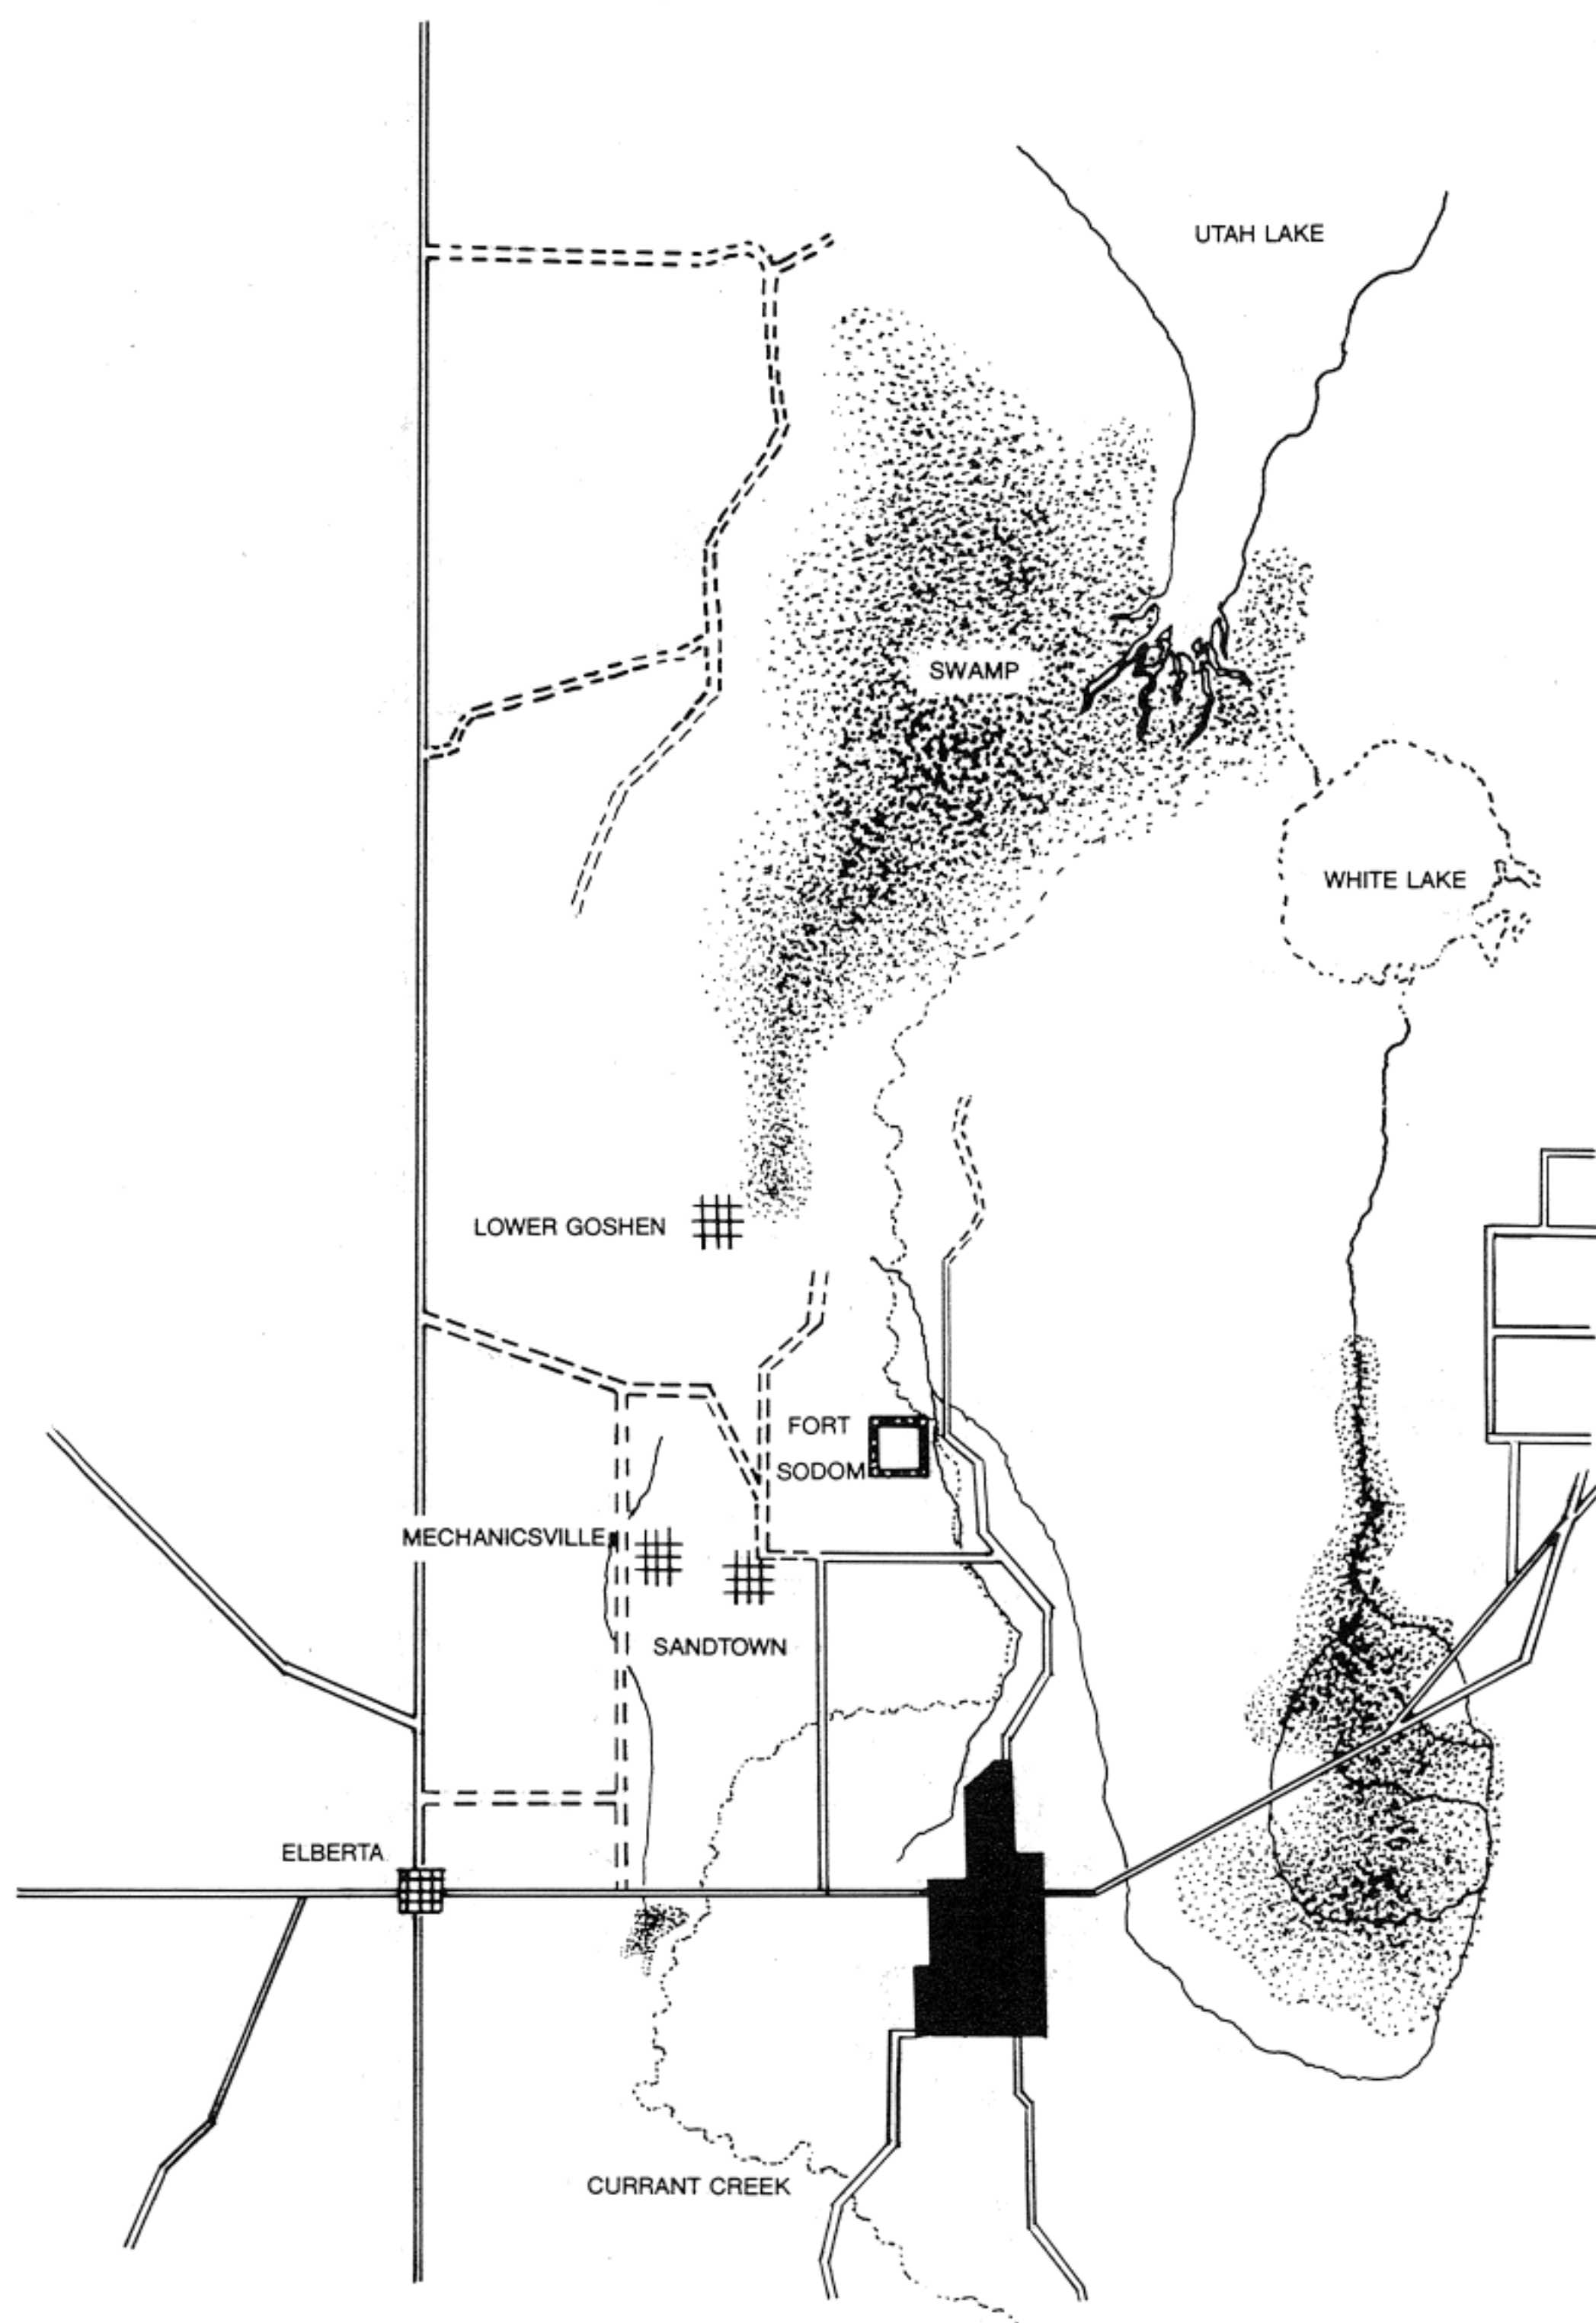 UTAH LAKE
SWAMP
WHITE LAKE
LOWER GOSHEN
FORT
SODOM
MECHANICSVILLE
SANDTOWN
ELBERTA
CURRANT CREEK